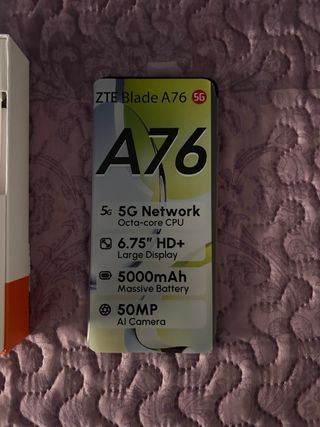 ZTE Blade A76 5G
A76
5G 5G Network
Octa-core CPU
6.75" HD+
Large Display
5000mAh
Massive Battery
50MP
AI Camera